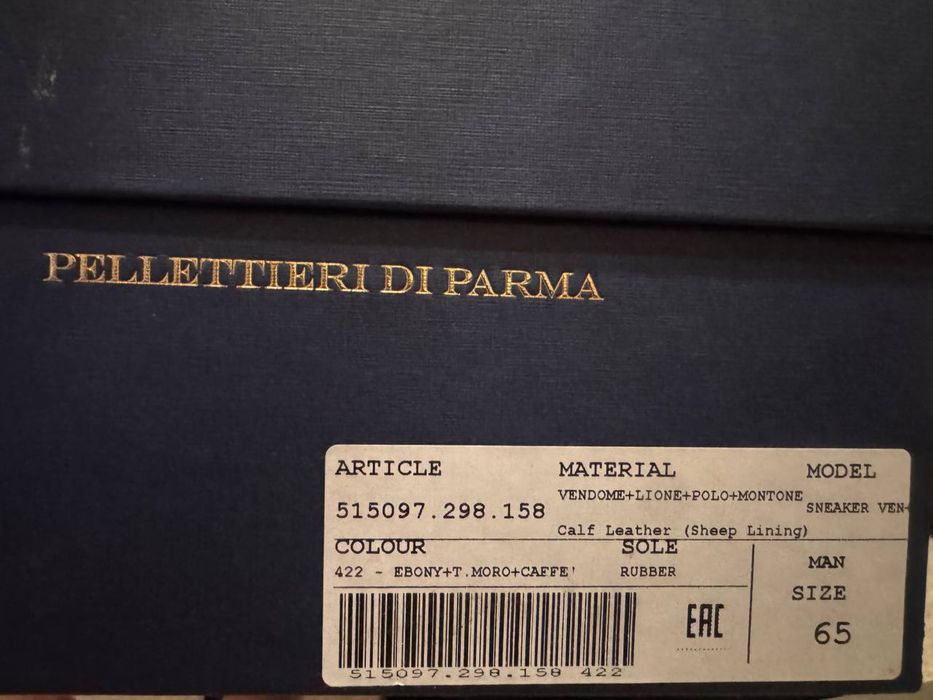 PELLETTIERI DI PARMA
ARTICLE MATERIAL MODEL
VENDOME+LIONE+POLO+MONTONE
515097.298.158 SNEAKER VEN
Calf Leather (Sheep Lining)
COLOUR SOLE MAN
422 - EBONY+T.MORO+CAFFE' RUBBER
SIZE
EAC
65
515097.298.158 422